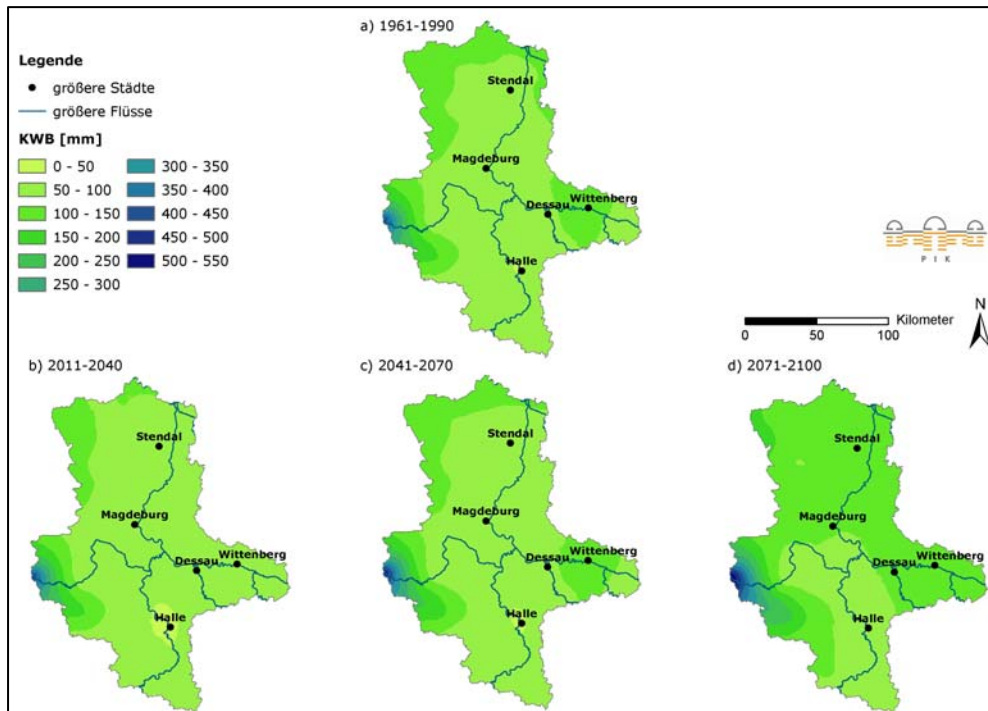 a) 1961-1990
Legende
größere Städte
größere Flüsse
KWB [mm]
0 - 50
50 - 100
100 - 150
150 - 200
200 - 250
250 - 300
300 - 350
350 - 400
400 - 450
450 - 500
500 - 550
Stendal
Magdeburg
Dessau
Wittenberg
Halle
P I K
N
Kilometer
0 50 100
b) 2011-2040
Stendal
Magdeburg
Dessau
Wittenberg
Halle
c) 2041-2070
Stendal
Magdeburg
Dessau
Wittenberg
Halle
d) 2071-2100
Stendal
Magdeburg
Dessau
Wittenberg
Halle